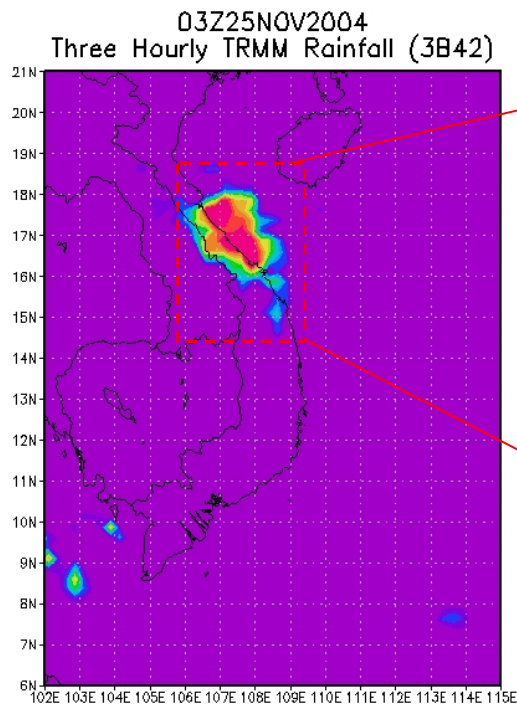 03Z25NOV2004
Three Hourly TRMM Rainfall (3B42)
21N
20N
19N
18N
17N
16N
15N
14N
13N
12N
11N
10N
9N
8N
7N
6N
102E 103E 104E 105E 106E 107E 108E 109E 110E 111E 112E 113E 114E 115E